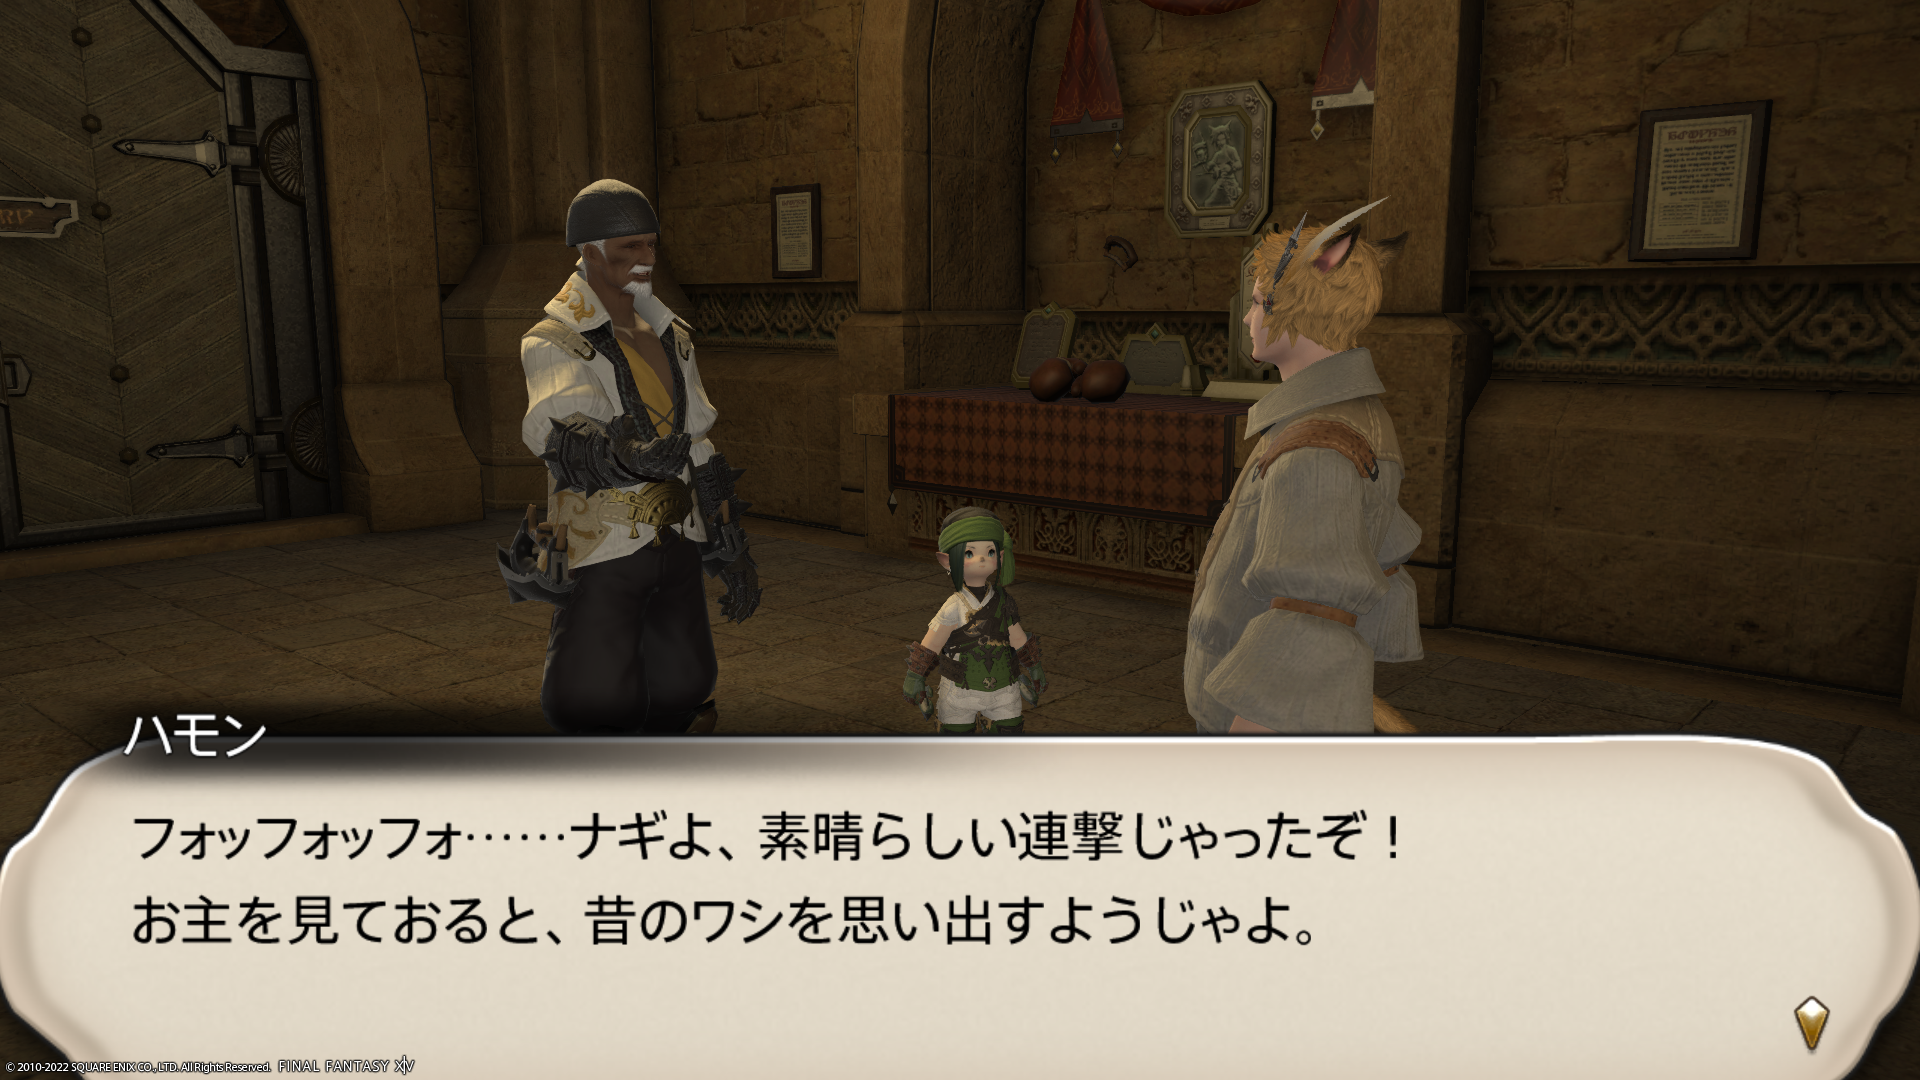 ハモン
フォッフォッフォ……ナギよ、素晴らしい連撃じゃったぞ！
お主を見ておると、昔のワシを思い出すようじゃよ。
© 2010-2022 SQUARE ENIX CO., LTD. All Rights Reserved. FINAL FANTASY XIV